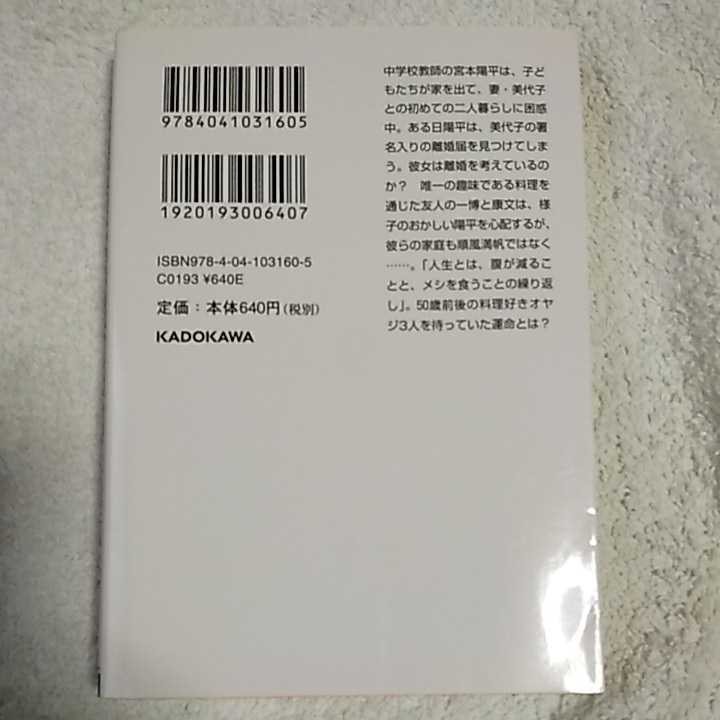 9784041031605
1920193006407
ISBN978-4-04-103160-5
C0193 ¥640E
定価：本体640円（税別）
KADOKAWA
中学校教師の宮本陽平は、子ど
もたちが家を出て、妻・美代子
との初めての二人暮らしに困惑
中。ある日陽平は、美代子の署
名入りの離婚届を見つけてしま
う。彼女は離婚を考えているの
か？　唯一の趣味である料理を
通じた友人の一博と康文は、様
子のおかしい陽平を心配するが、
彼らの家庭も順風満帆ではなく
……。「人生とは、腹が減ること
と、メシを食うことの繰り返
し」。50歳前後の料理好きオヤ
ジ3人を待っていた運命とは？